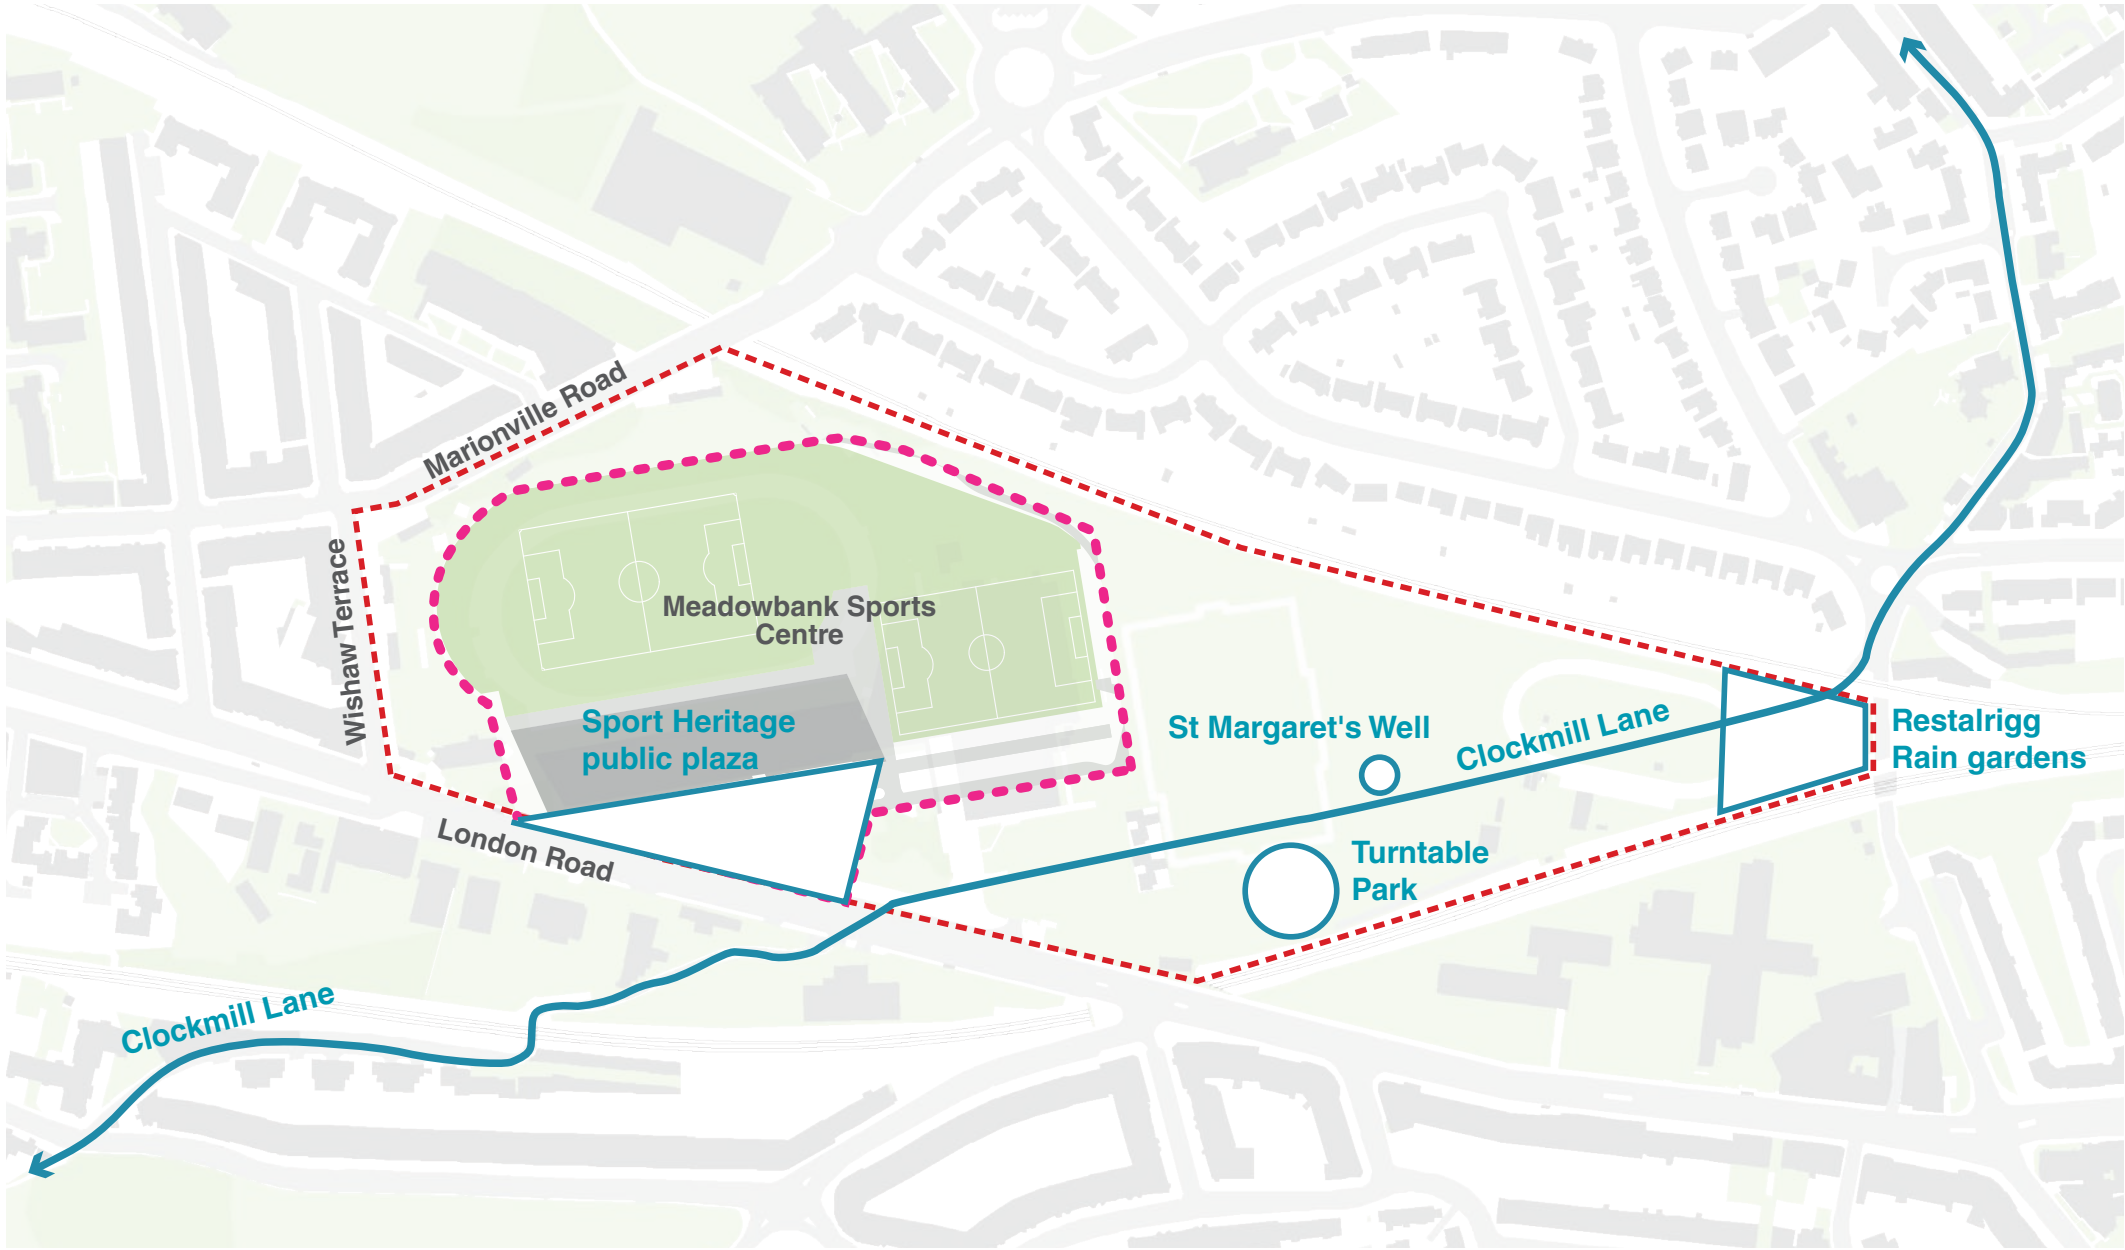 Marionville Road
Wishaw Terrace
Meadowbank Sports
Centre
Sport Heritage
public plaza
St Margaret's Well
Clockmill Lane
Restalrigg
Rain gardens
London Road
Turntable
Park
Clockmill Lane